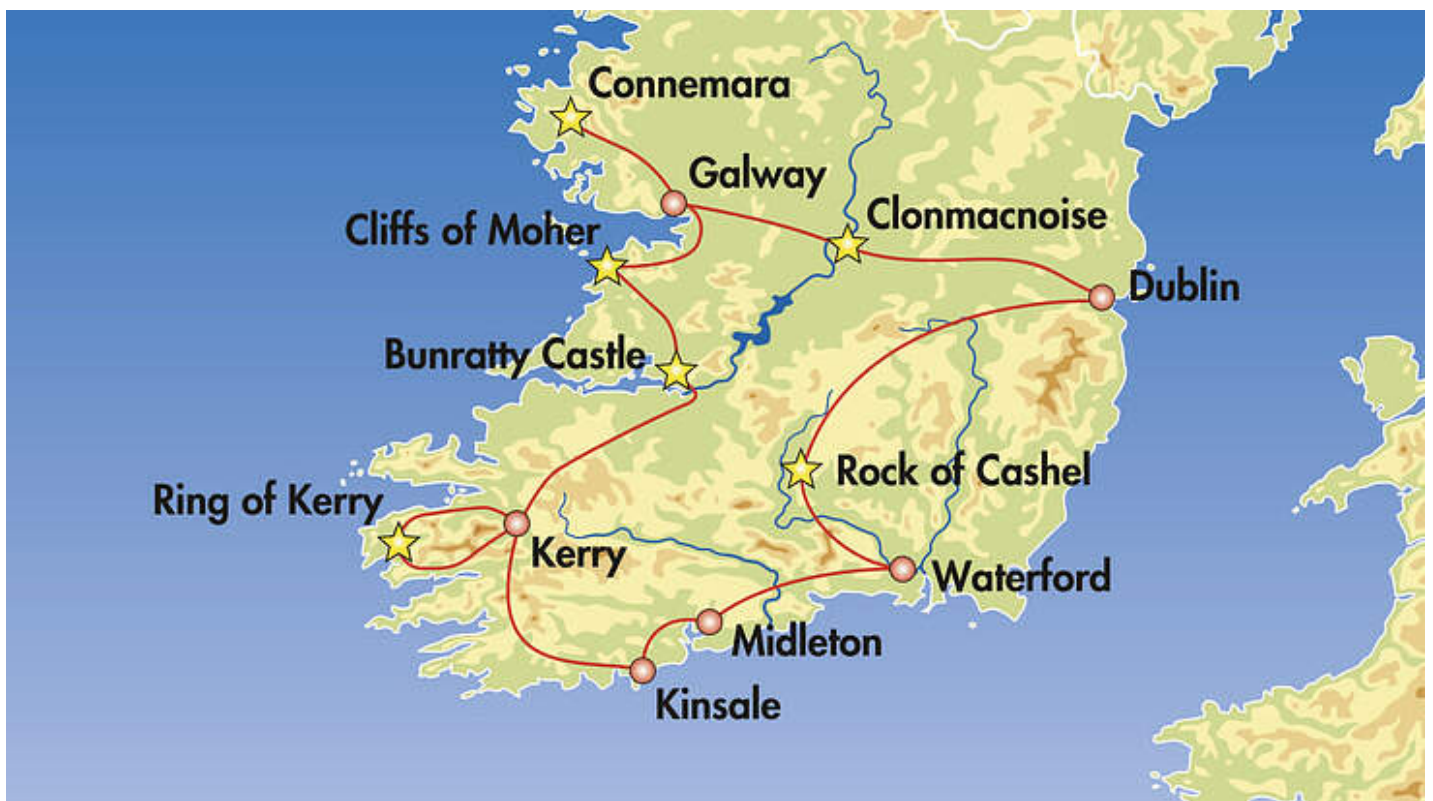 Connemara
Galway
Clonmacnoise
Cliffs of Moher
Dublin
Bunratty Castle
Rock of Cashel
Ring of Kerry
Kerry
Waterford
Midleton
Kinsale